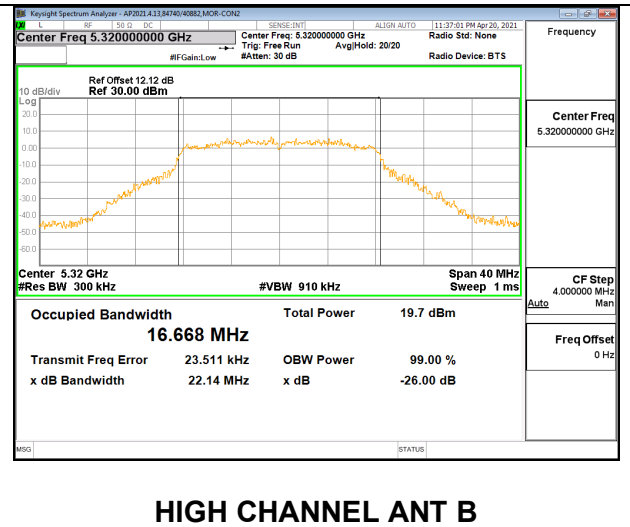 Keysight Spectrum Analyzer - AP2021.4.13,84740/40882,MOR-CON2
L RF 50 Ω DC SENSE:INT ALIGN AUTO 11:37:01 PM Apr 20, 2021
Center Freq 5.320000000 GHz
Center Freq: 5.320000000 GHz Radio Std: None
Trig: Free Run Avg|Hold: 20/20
#IFGain:Low #Atten: 30 dB Radio Device: BTS
Frequency
Ref Offset 12.12 dB
10 dB/div Ref 30.00 dBm
Log
20.0
10.0
0.00
-10.0
-20.0
-30.0
-40.0
-50.0
-60.0
Center Freq
5.320000000 GHz
Center 5.32 GHz Span 40 MHz
#Res BW 300 kHz #VBW 910 kHz Sweep 1 ms
CF Step
4.000000 MHz
Auto Man
Occupied Bandwidth Total Power 19.7 dBm
16.668 MHz
Transmit Freq Error 23.511 kHz OBW Power 99.00 %
x dB Bandwidth 22.14 MHz x dB -26.00 dB
Freq Offset
0 Hz
MSG STATUS
HIGH CHANNEL ANT B